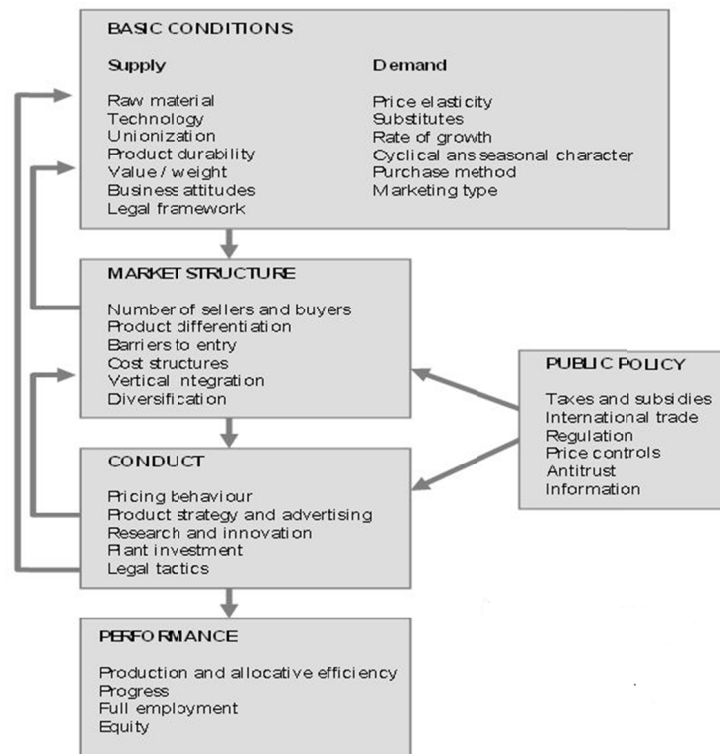 BASIC CONDITIONS
Supply
Raw material
Technology
Unionization
Product durability
Value / weight
Business attitudes
Legal framework
Demand
Price elasticity
Substitutes
Rate of growth
Cyclical ans seasonal character
Purchase method
Marketing type
MARKET STRUCTURE
Number of sellers and buyers
Product differentiation
Barriers to entry
Cost structures
Vertical integration
Diversification
PUBLIC POLICY
Taxes and subsidies
International trade
Regulation
Price controls
Antitrust
Information
CONDUCT
Pricing behaviour
Product strategy and advertising
Research and innovation
Plant investment
Legal tactics
PERFORMANCE
Production and allocative efficiency
Progress
Full employment
Equity